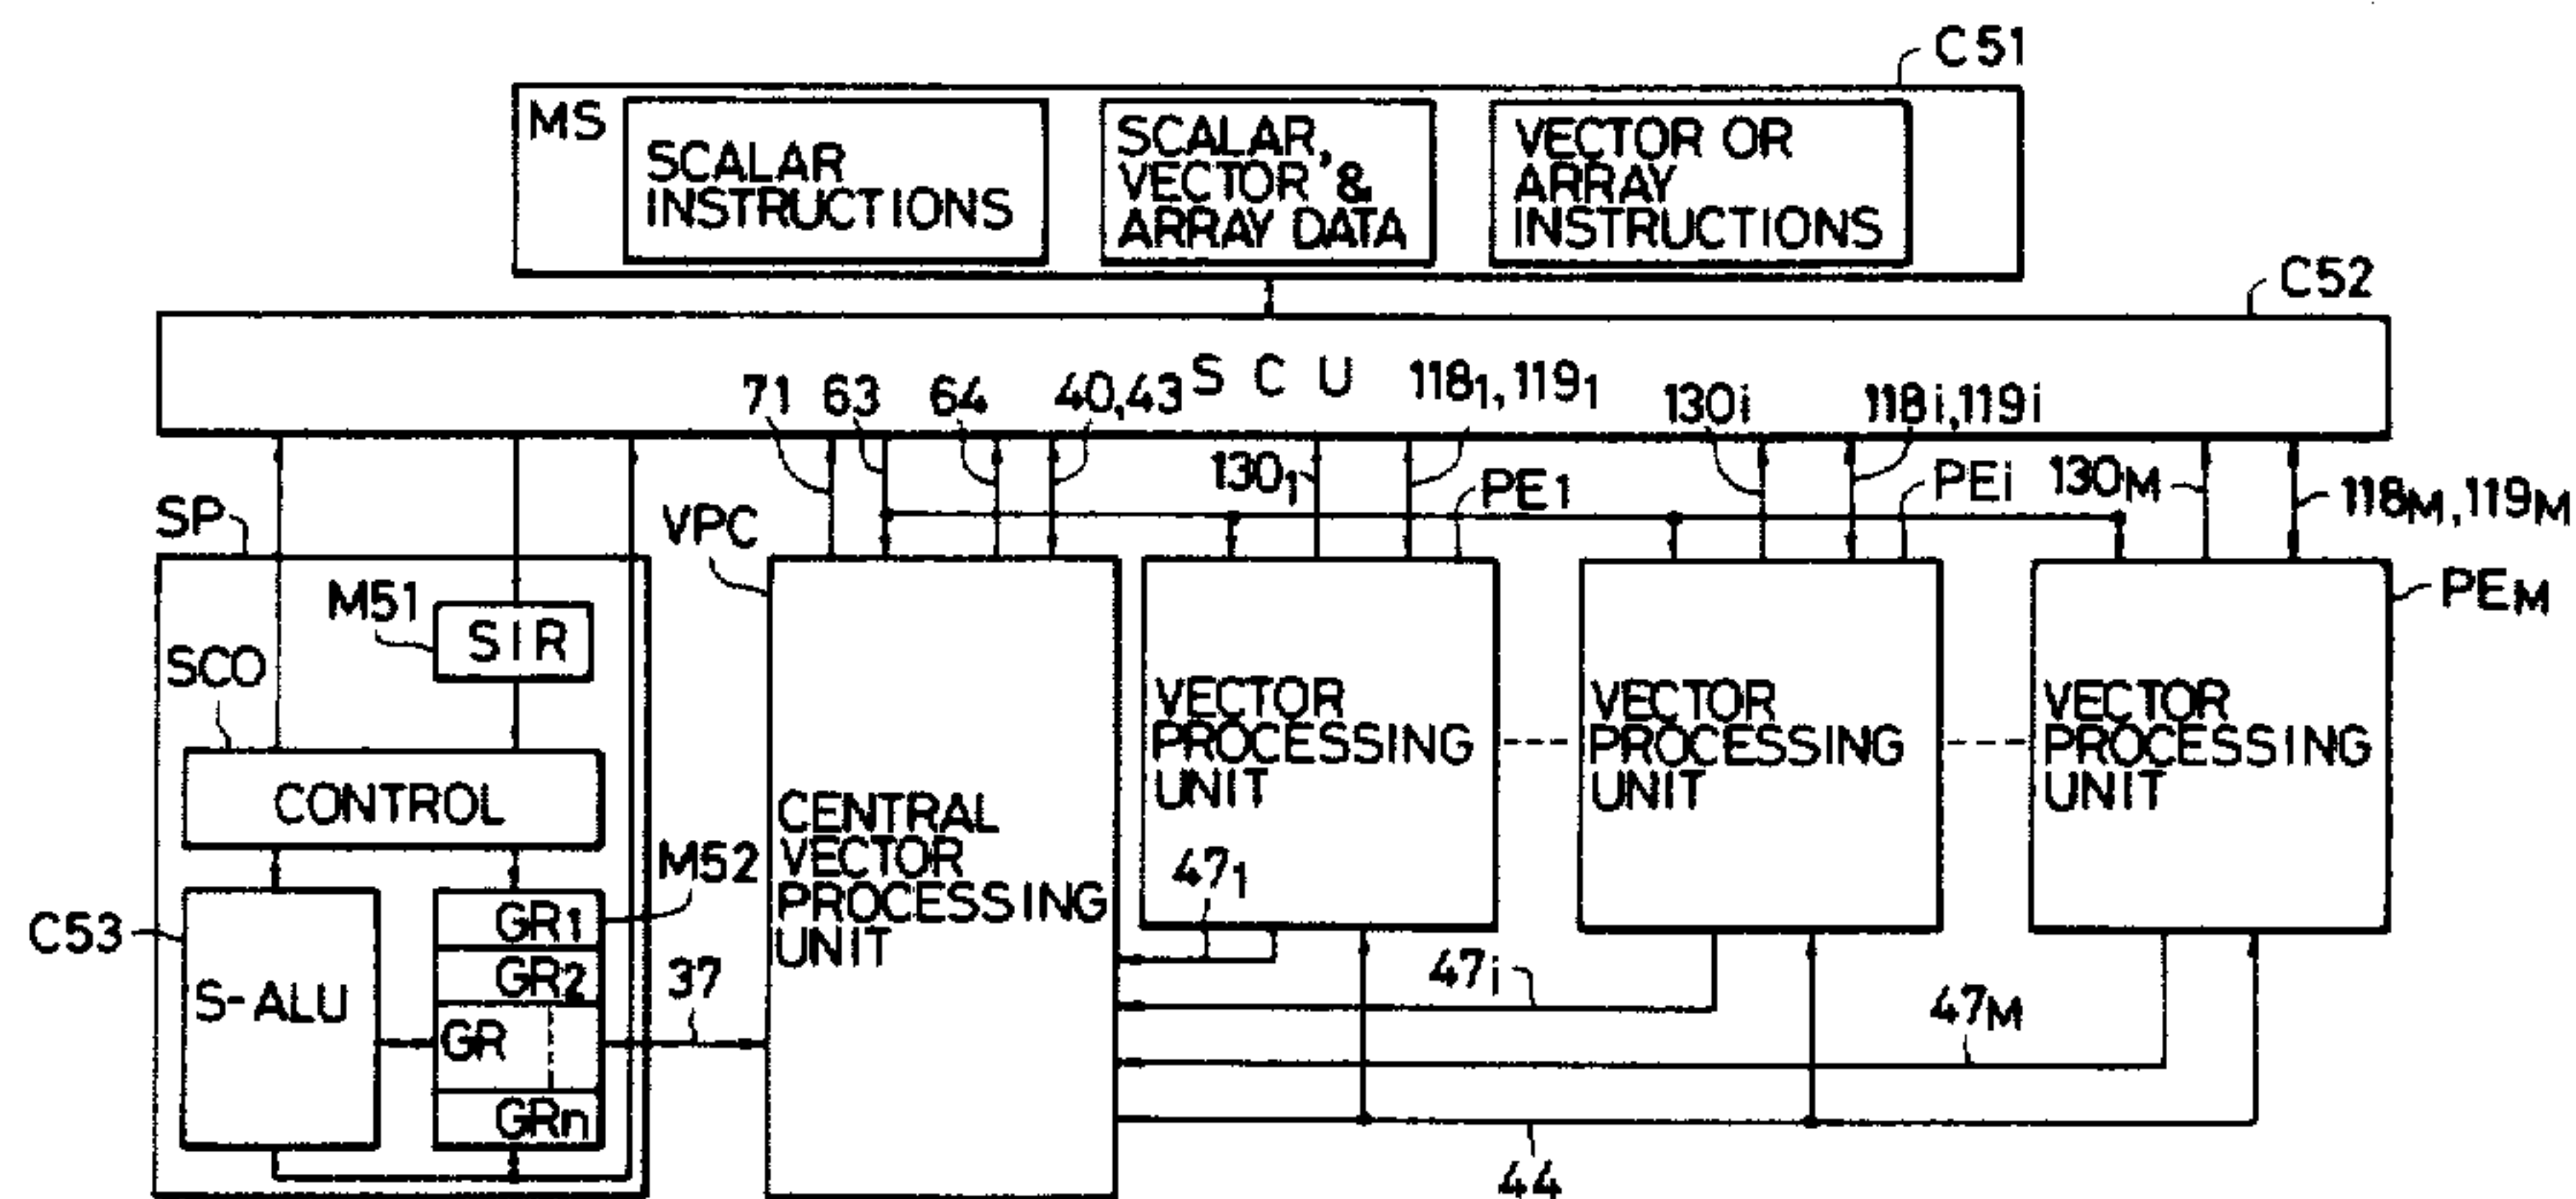 C51
MS
SCALAR
INSTRUCTIONS
SCALAR,
VECTOR &
ARRAY DATA
VECTOR OR
ARRAY
INSTRUCTIONS
C52
S C U
71
63
64
40,43
118₁,119₁
130i
118i,119i
130₁
PE1
PEi
130M
118M,119M
SP
VPC
PEM
M51
SIR
SCO
CONTROL
M52
C53
S-ALU
GR1
GR2
GR
GRn
37
CENTRAL
VECTOR
PROCESSING
UNIT
VECTOR
PROCESSING
UNIT
VECTOR
PROCESSING
UNIT
VECTOR
PROCESSING
UNIT
47₁
47i
47M
44